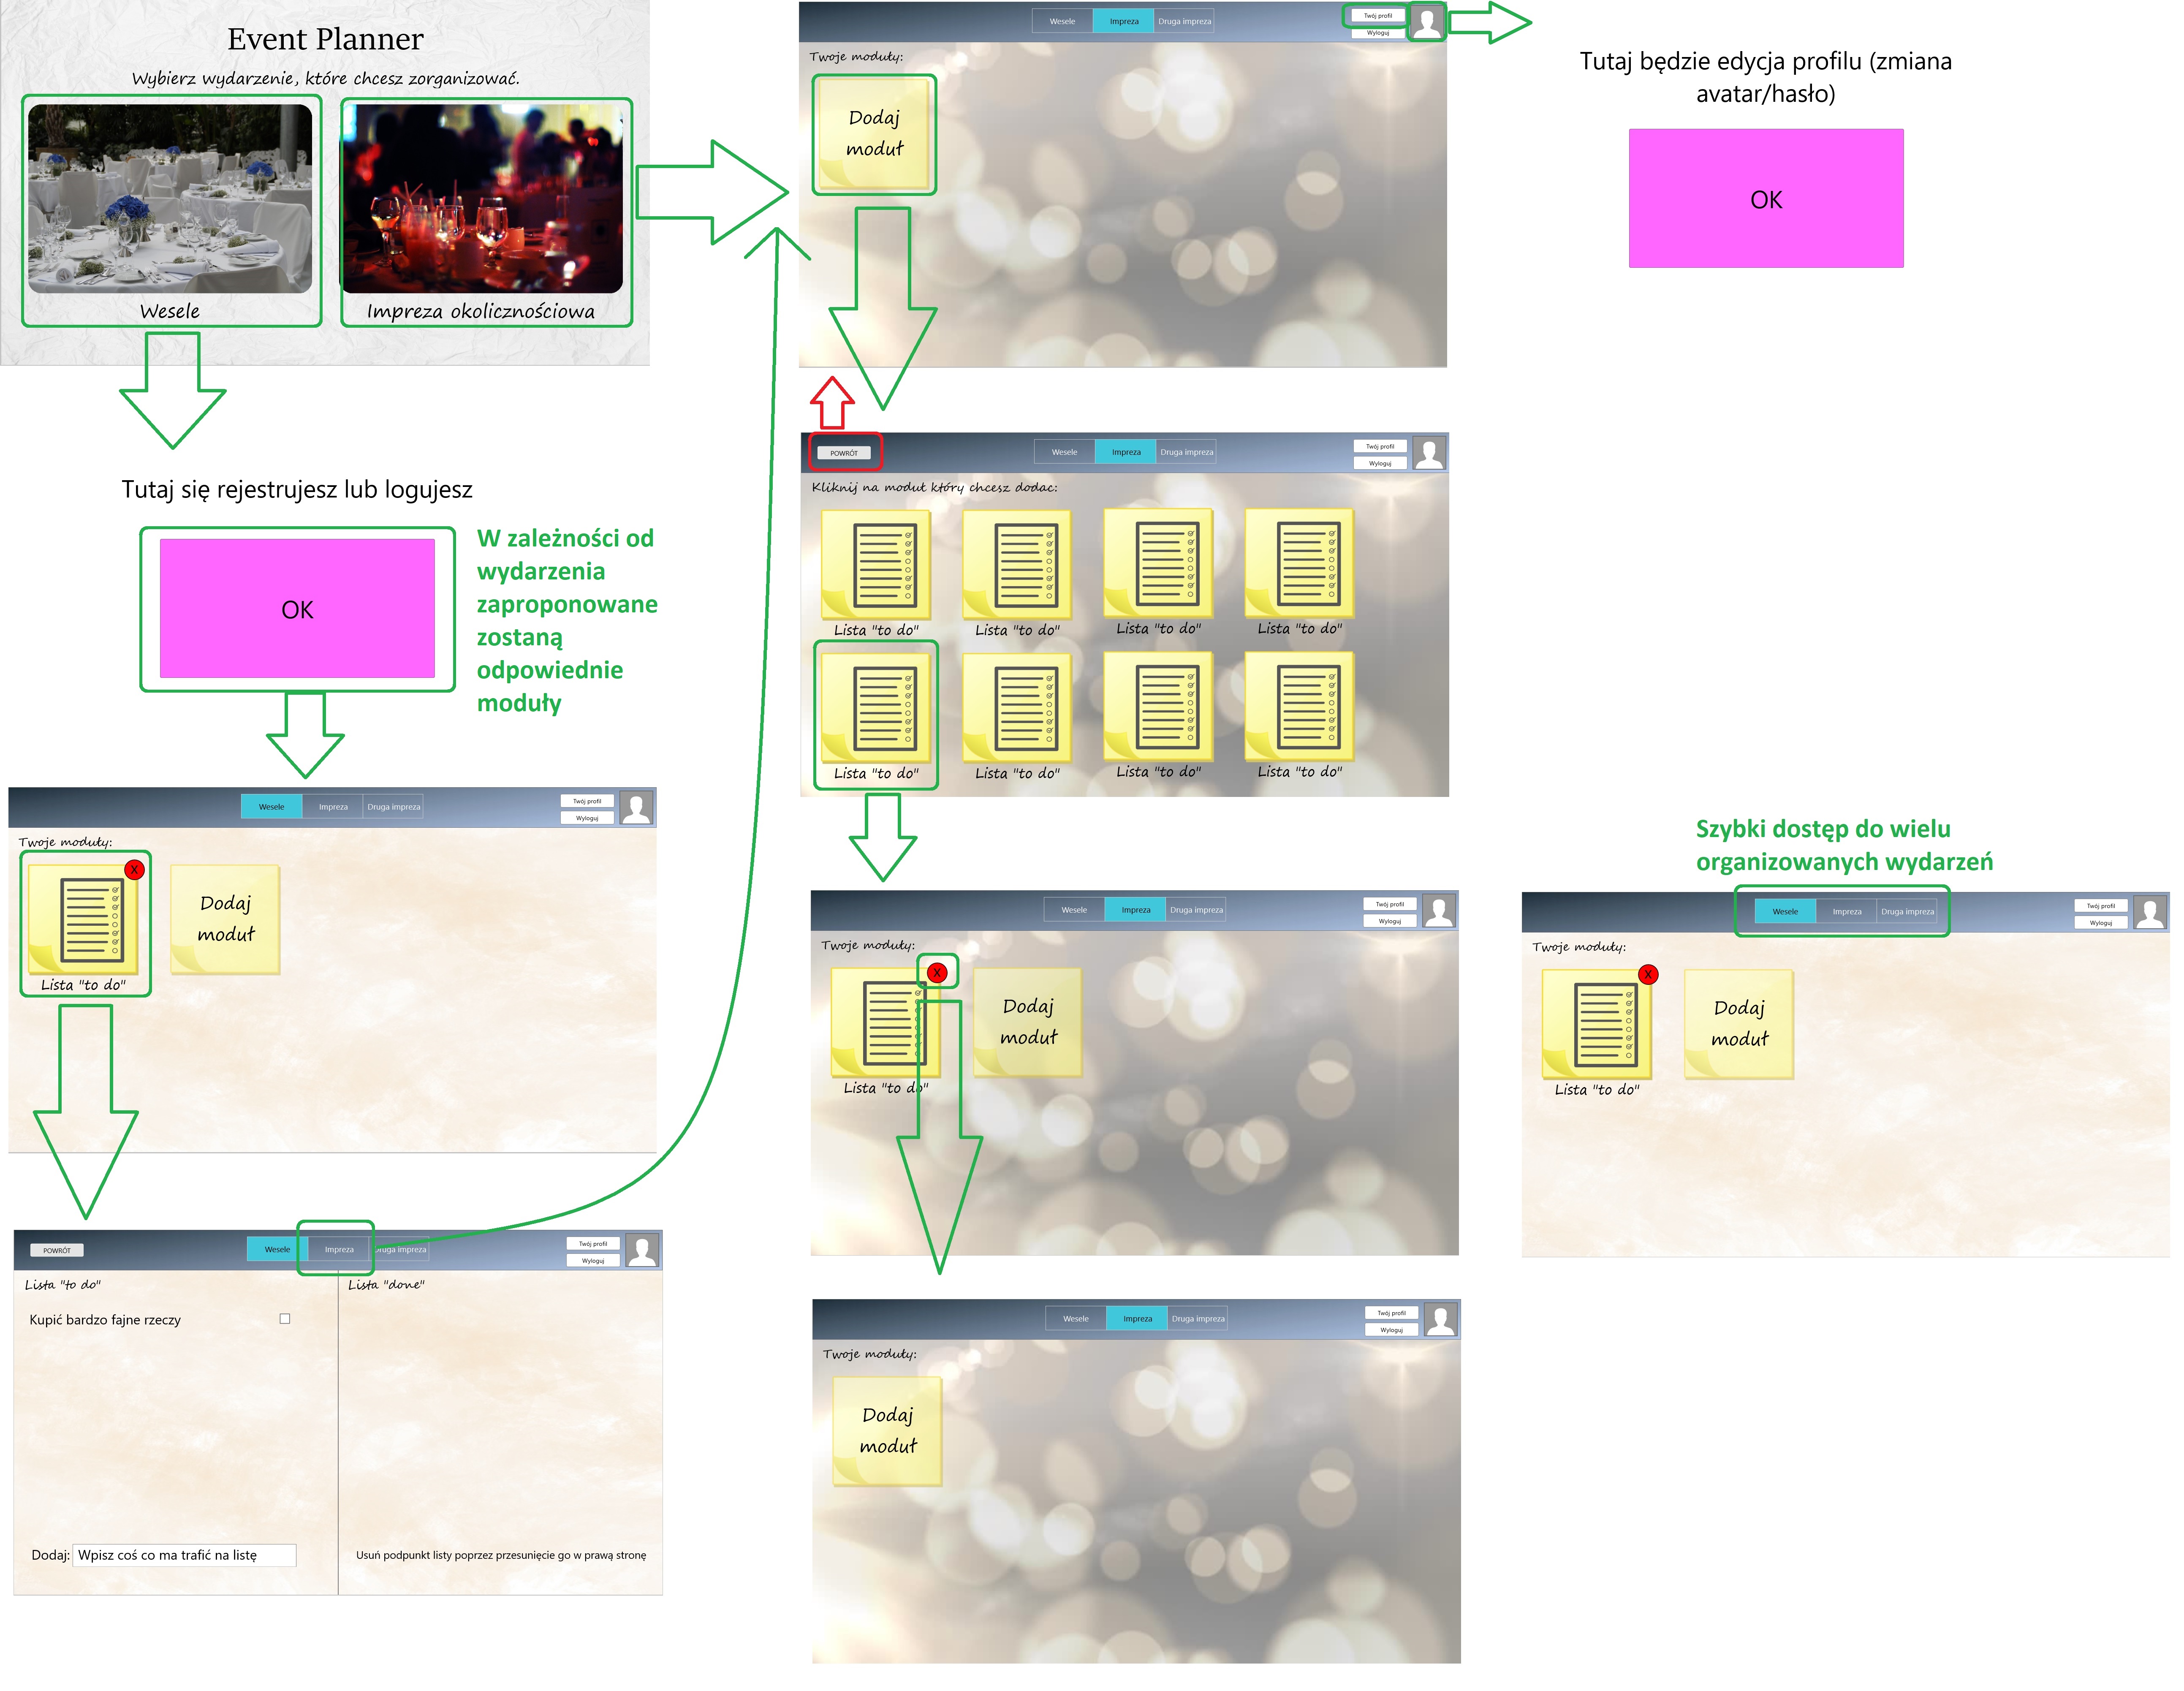 Event Planner
Wybierz wydarzenie, które chcesz zorganizować.
Wesele
Impreza okolicznościowa
Tutaj się rejestrujesz lub logujesz
OK
W zależności od
wydarzenia
zaproponowane
zostaną
odpowiednie
moduły
Wesele
Impreza
Druga impreza
Twój profil
Wyloguj
Twoje moduły:
X
Lista "to do"
Dodaj
moduł
POWRÓT
Wesele
Impreza
Druga impreza
Twój profil
Wyloguj
Lista "to do"
Lista "done"
Kupić bardzo fajne rzeczy
Dodaj:
Wpisz coś co ma trafić na listę
Usuń podpunkt listy poprzez przesunięcie go w prawą stronę
Wesele
Impreza
Druga impreza
Twój profil
Wyloguj
Twoje moduły:
Dodaj
moduł
POWRÓT
Wesele
Impreza
Druga impreza
Twój profil
Wyloguj
Kliknij na moduł który chcesz dodac:
Lista "to do"
Lista "to do"
Lista "to do"
Lista "to do"
Lista "to do"
Lista "to do"
Lista "to do"
Lista "to do"
Wesele
Impreza
Druga impreza
Twój profil
Wyloguj
Twoje moduły:
X
Lista "to do"
Dodaj
moduł
Wesele
Impreza
Druga impreza
Twój profil
Wyloguj
Twoje moduły:
Dodaj
moduł
Tutaj będzie edycja profilu (zmiana
avatar/hasło)
OK
Szybki dostęp do wielu
organizowanych wydarzeń
Wesele
Impreza
Druga impreza
Twój profil
Wyloguj
Twoje moduły:
X
Lista "to do"
Dodaj
moduł